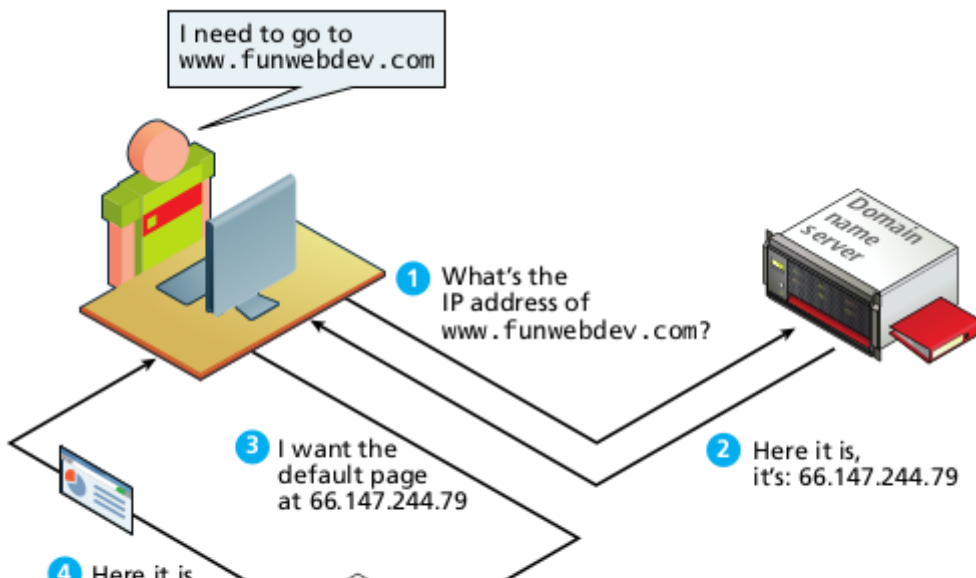 I need to go to
www.funwebdev.com
Domain
name
server
1 What's the
IP address of
www.funwebdev.com?
2 Here it is,
it's: 66.147.244.79
3 I want the
default page
at 66.147.244.79
4 Here it is